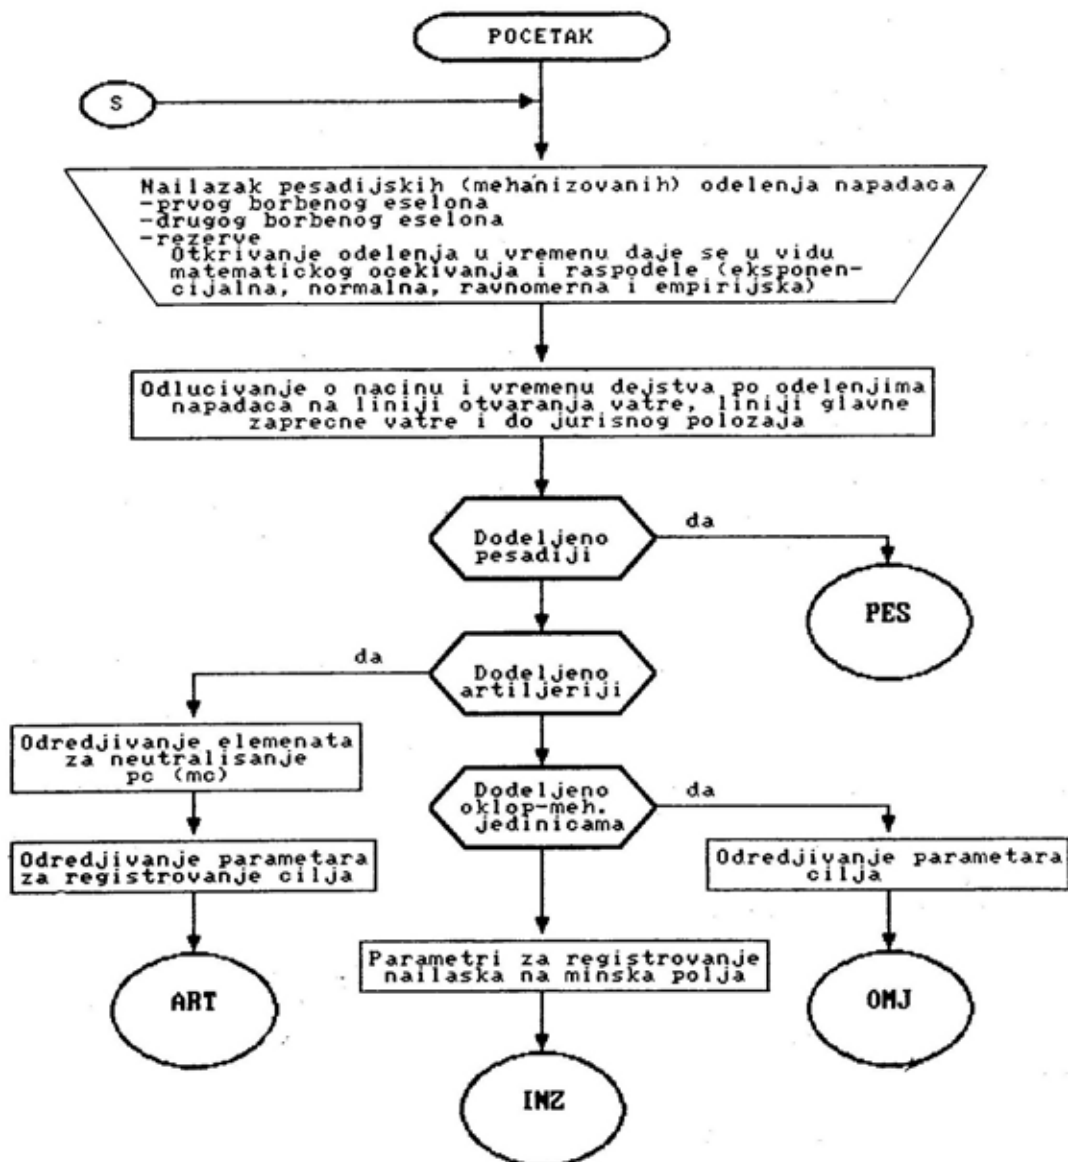 POCETAK
S
Nailazak pesadijskih (mehanizovanih) odelenja napadaca
-prvog borbenog eselona
-drugog borbenog eselona
-rezerve
Otkrivanje odelenja u vremenu daje se u vidu
matematickog ocekivanja i raspodele (eksponen-
cijalna, normalna, ravnomerna i empirijska)
Odlucivanje o nacinu i vremenu dejstva po odelenjima
napadaca na liniji otvaranja vatre, liniji glavne
zaprecne vatre i do jurisnog polozaja
Dodeljeno
pesadiji
da
PES
da
Dodeljeno
artiljeriji
Odredjivanje elemenata
za neutralisanje
pc (mc)
Dodeljeno
oklop-meh.
jedinicama
da
Odredjivanje parametara
za registrovanje cilja
Odredjivanje parametara
cilja
Parametri za registrovanje
nailaska na minska polja
ART
OMJ
INZ